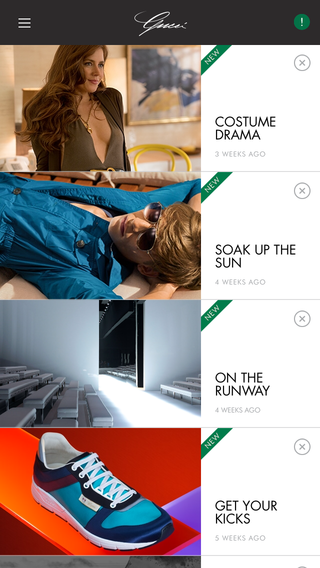 Gucci
!
NEW
COSTUME
DRAMA
3 WEEKS AGO
NEW
SOAK UP THE
SUN
4 WEEKS AGO
NEW
ON THE
RUNWAY
4 WEEKS AGO
NEW
GET YOUR
KICKS
5 WEEKS AGO